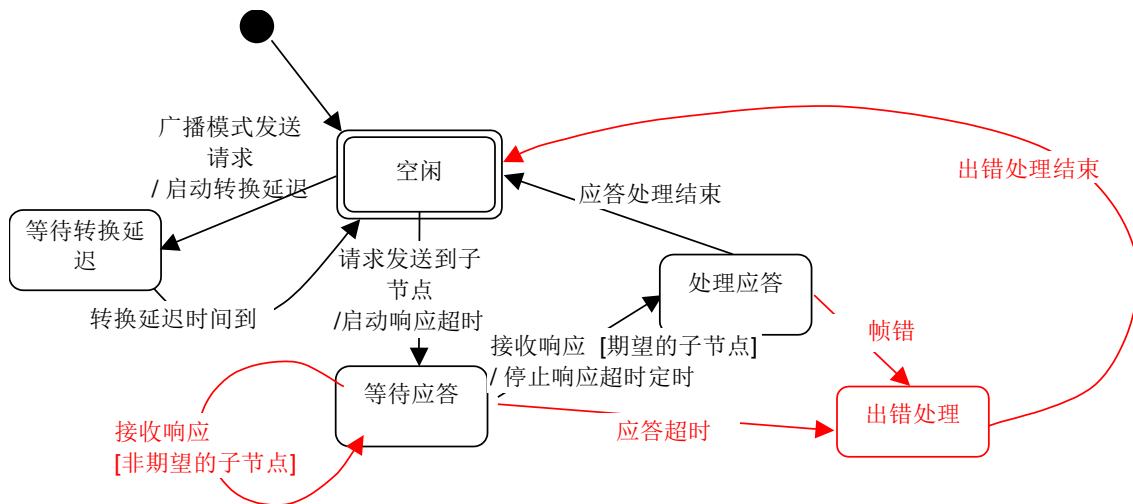 广播模式发送
请求
/ 启动转换延迟
空闲
出错处理结束
应答处理结束
等待转换延
迟
请求发送到子
节点
/启动响应超时
处理应答
转换延迟时间到
帧错
接收响应 [期望的子节点]
/ 停止响应超时定时
等待应答
出错处理
应答超时
接收响应
[非期望的子节点]